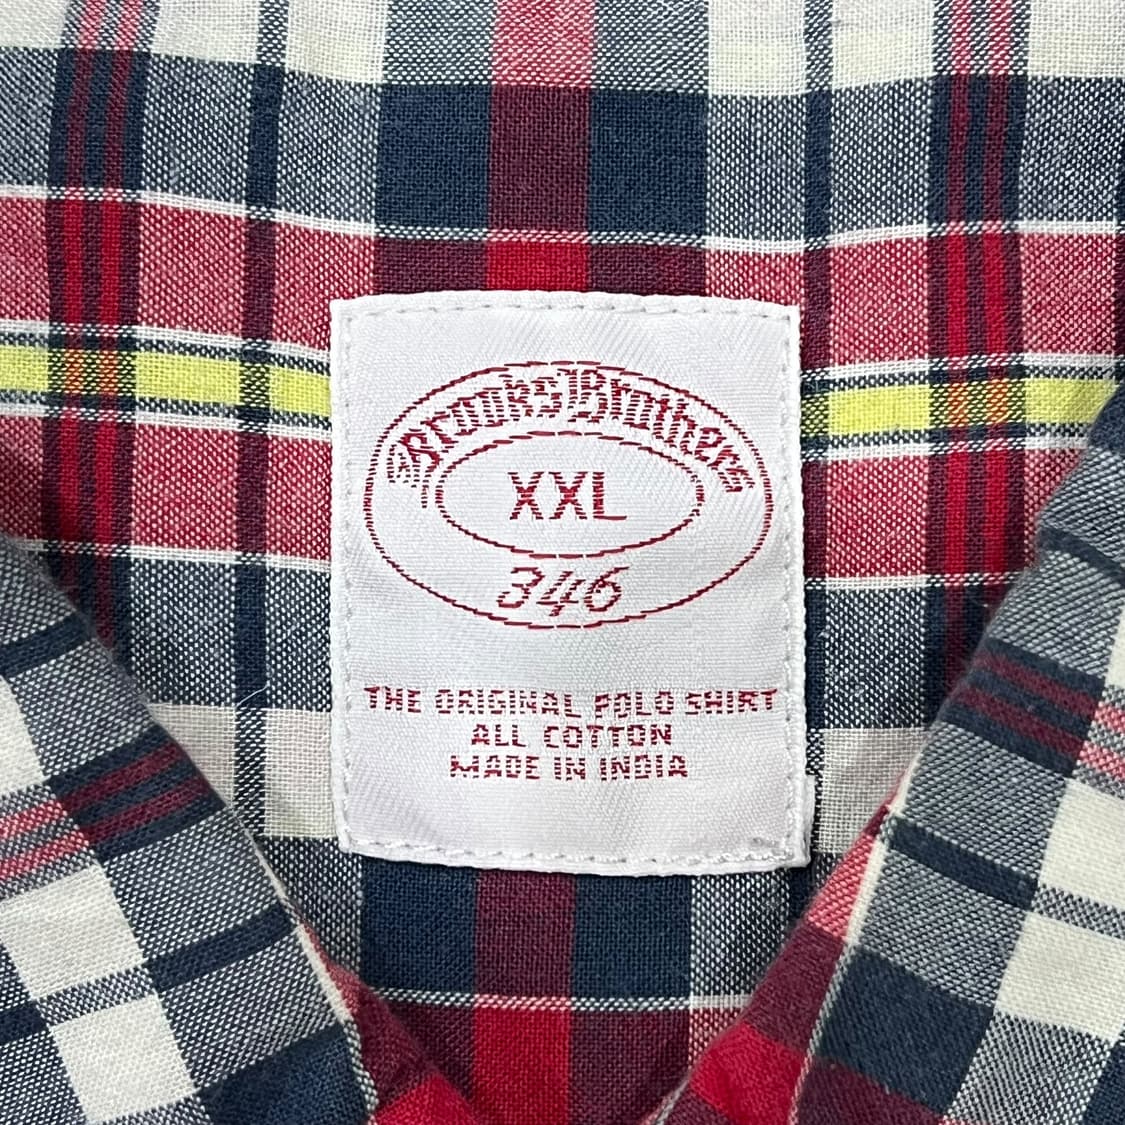 Brooks Brothers
XXL
346
THE ORIGINAL POLO SHIRT
ALL COTTON
MADE IN INDIA